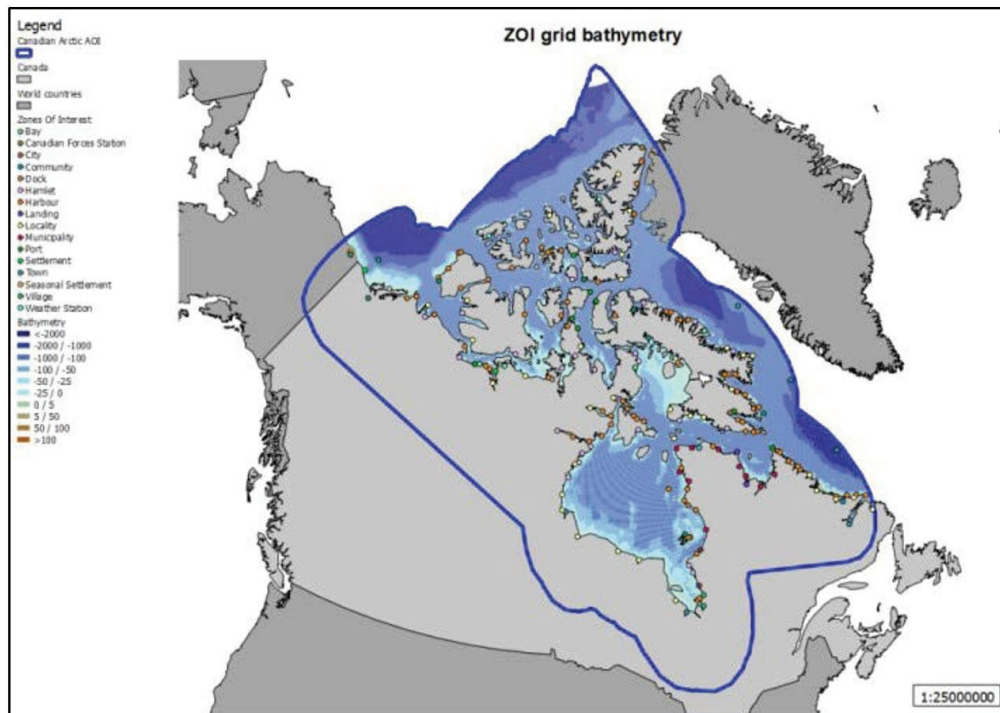 Legend
Canadian Arctic AOI
Canada
World countries
Zones Of Interest
Bay
Canadian Forces Station
City
Community
Dock
Hamlet
Harbour
Landing
Locality
Municipality
Port
Settlement
Town
Seasonal Settlement
Village
Weather Station
Bathymetry
<-2000
-2000 / -1000
-1000 / -100
-100 / -50
-50 / -25
-25 / 0
0 / 5
5 / 50
50 / 100
>100
ZOI grid bathymetry
1:25000000